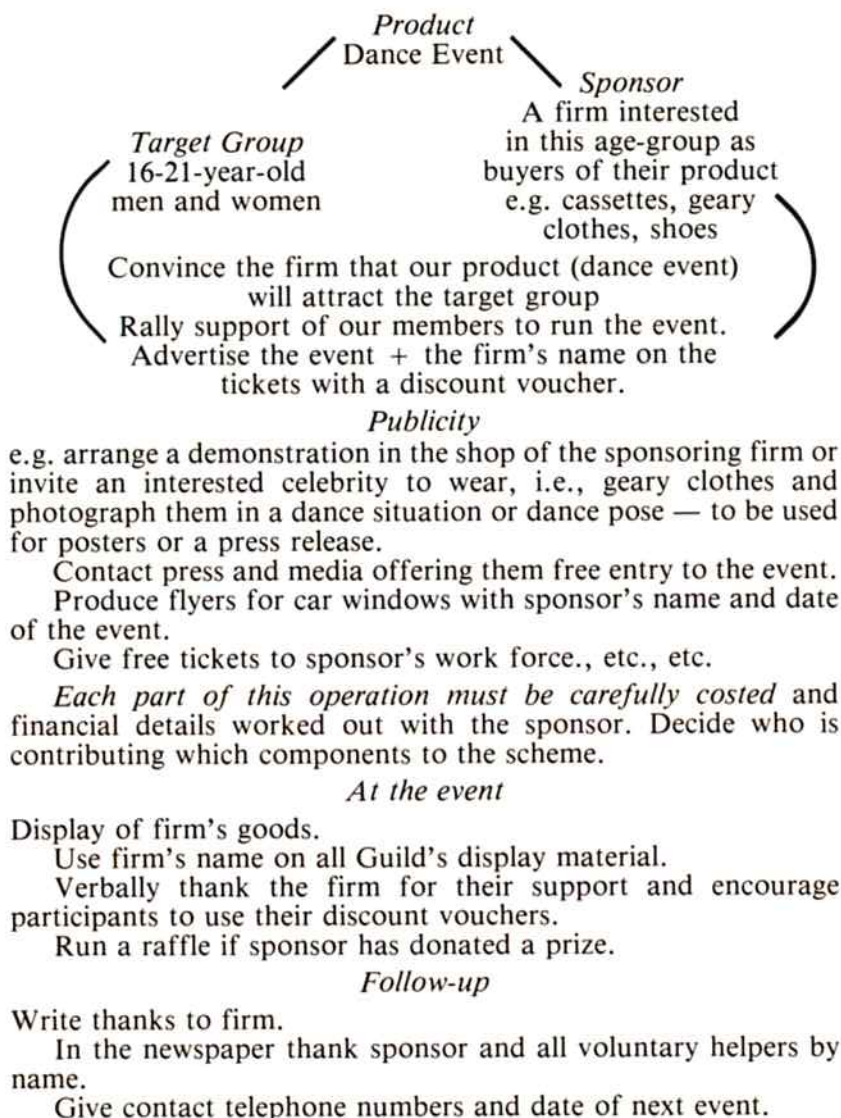 Product
Dance Event
Target Group
16-21-year-old
men and women
Sponsor
A firm interested
in this age-group as
buyers of their product
e.g. cassettes, geary
clothes, shoes
Convince the firm that our product (dance event)
will attract the target group
Rally support of our members to run the event.
Advertise the event + the firm's name on the
tickets with a discount voucher.
Publicity
e.g. arrange a demonstration in the shop of the sponsoring firm or
invite an interested celebrity to wear, i.e., geary clothes and
photograph them in a dance situation or dance pose — to be used
for posters or a press release.
Contact press and media offering them free entry to the event.
Produce flyers for car windows with sponsor's name and date
of the event.
Give free tickets to sponsor's work force., etc., etc.
Each part of this operation must be carefully costed and
financial details worked out with the sponsor. Decide who is
contributing which components to the scheme.
At the event
Display of firm's goods.
Use firm's name on all Guild's display material.
Verbally thank the firm for their support and encourage
participants to use their discount vouchers.
Run a raffle if sponsor has donated a prize.
Follow-up
Write thanks to firm.
In the newspaper thank sponsor and all voluntary helpers by
name.
Give contact telephone numbers and date of next event.